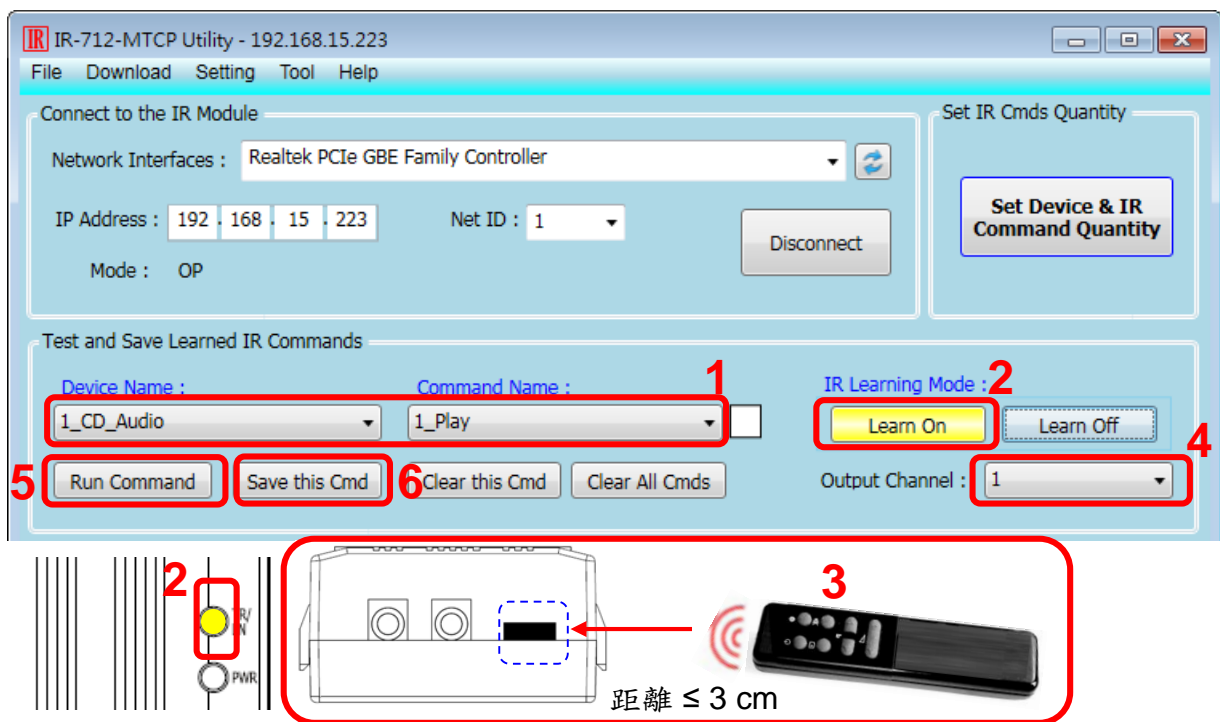 IR IR-712-MTCP Utility - 192.168.15.223
File Download Setting Tool Help
Connect to the IR Module
Set IR Cmds Quantity
Network Interfaces : Realtek PCIe GBE Family Controller
IP Address : 192 . 168 . 15 . 223 Net ID : 1
Disconnect
Set Device & IR
Command Quantity
Mode : OP
Test and Save Learned IR Commands
1
Device Name : Command Name : IR Learning Mode : 2
1_CD_Audio 1_Play Learn On Learn Off
4
5 Run Command Save this Cmd 6 Clear this Cmd Clear All Cmds Output Channel : 1
2
3
PWR
距離 ≤ 3 cm